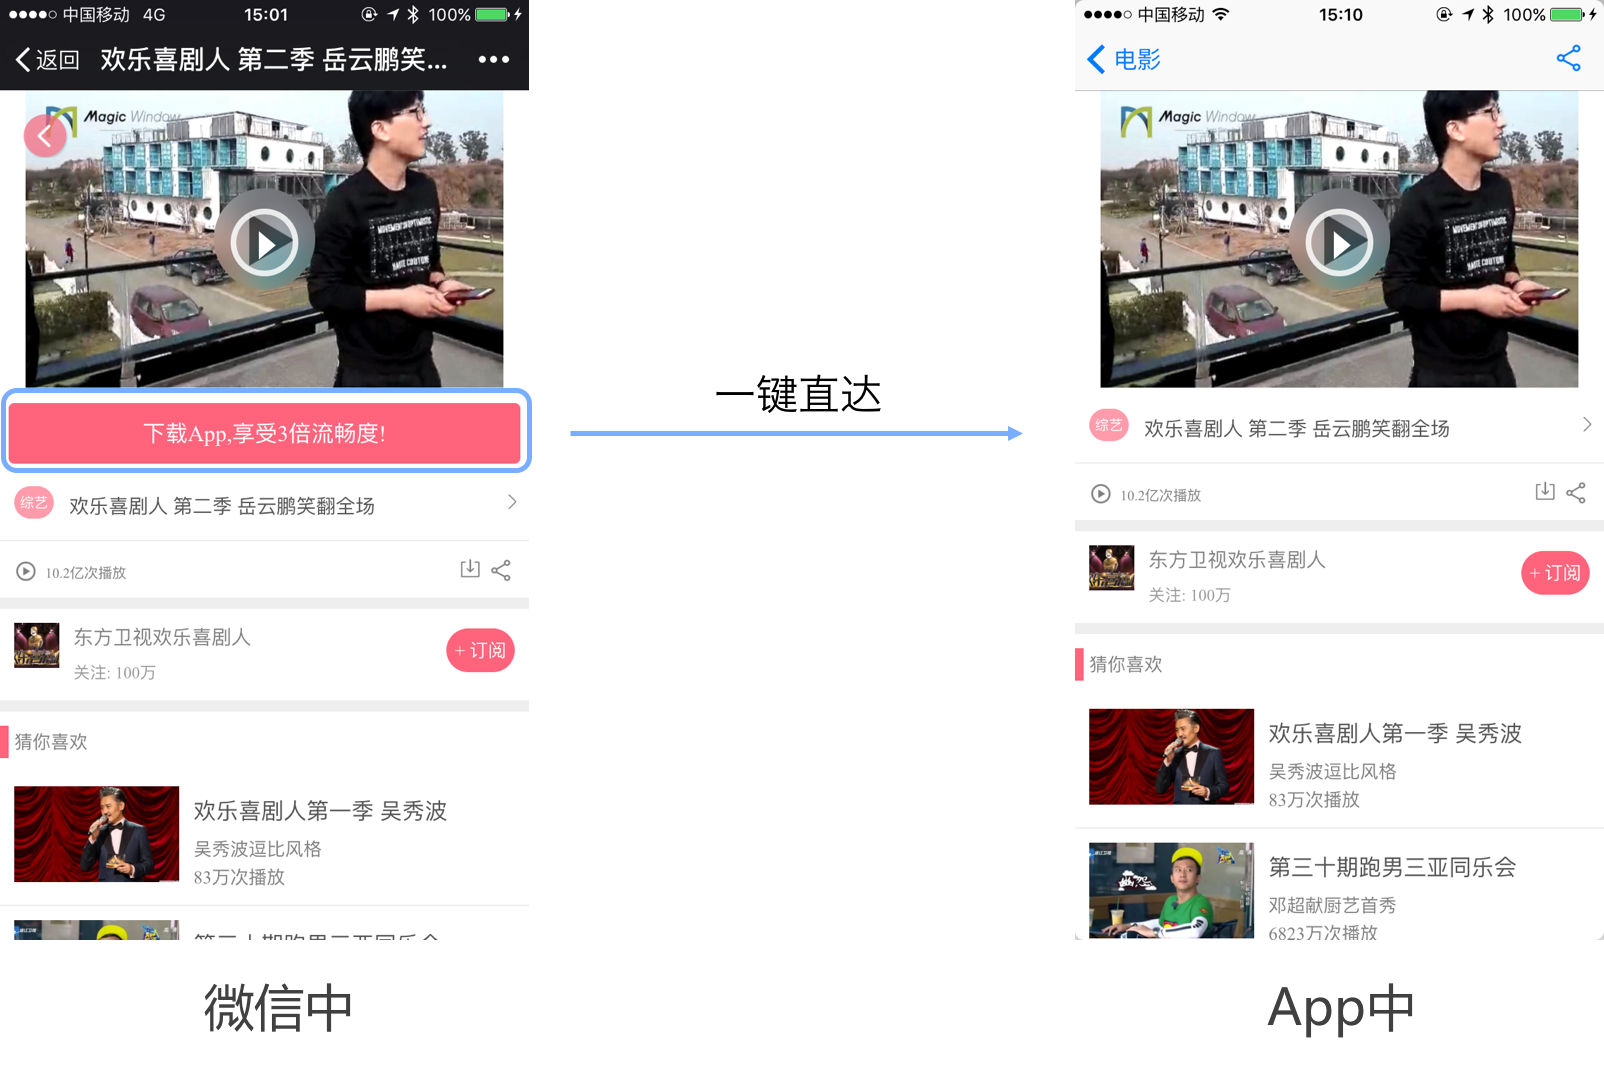 中国移动 4G 15:01 100%
返回 欢乐喜剧人 第二季 岳云鹏笑...
Magic Window
MOVEMENT IN OPTIMISTIC
HAUTE COUTURE
下载App,享受3倍流畅度!
综艺 欢乐喜剧人 第二季 岳云鹏笑翻全场
10.2亿次播放
东方卫视欢乐喜剧人
关注: 100万
+ 订阅
猜你喜欢
欢乐喜剧人第一季 吴秀波
吴秀波逗比风格
83万次播放
微信中
一键直达
中国移动 15:10 100%
电影
Magic Window
综艺 欢乐喜剧人 第二季 岳云鹏笑翻全场
10.2亿次播放
东方卫视欢乐喜剧人
关注: 100万
+ 订阅
猜你喜欢
欢乐喜剧人第一季 吴秀波
吴秀波逗比风格
83万次播放
第三十期跑男三亚同乐会
邓超献厨艺首秀
6823万次播放
App中